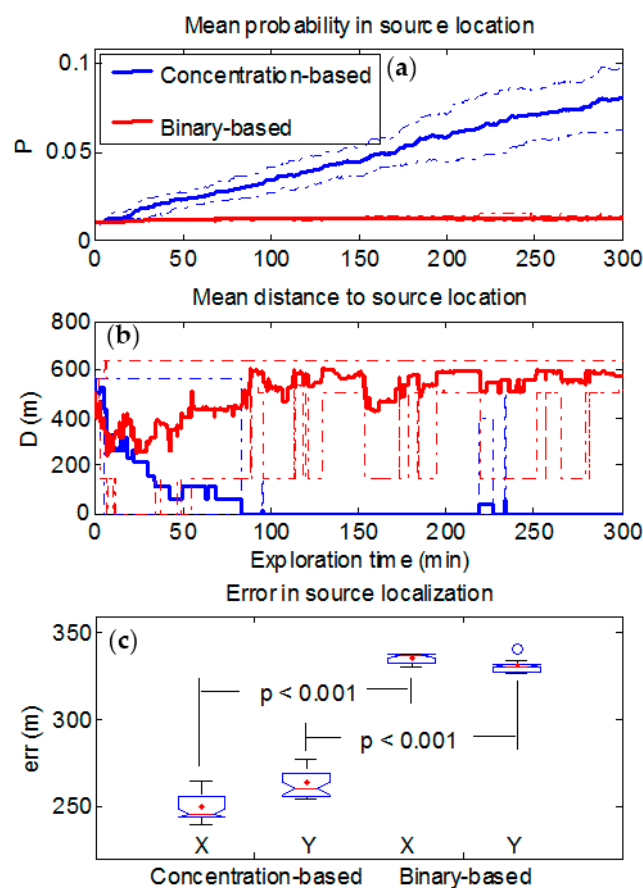 Mean probability in source location
0.1
(a)
Concentration-based
Binary-based
P
0.05
0
0 50 100 150 200 250 300
Mean distance to source location
800
(b)
600
D (m)
400
200
0
0 50 100 150 200 250 300
Exploration time (min)
Error in source localization
350
(c)
p < 0.001
300
p < 0.001
err (m)
250
X Y X Y
Concentration-based Binary-based